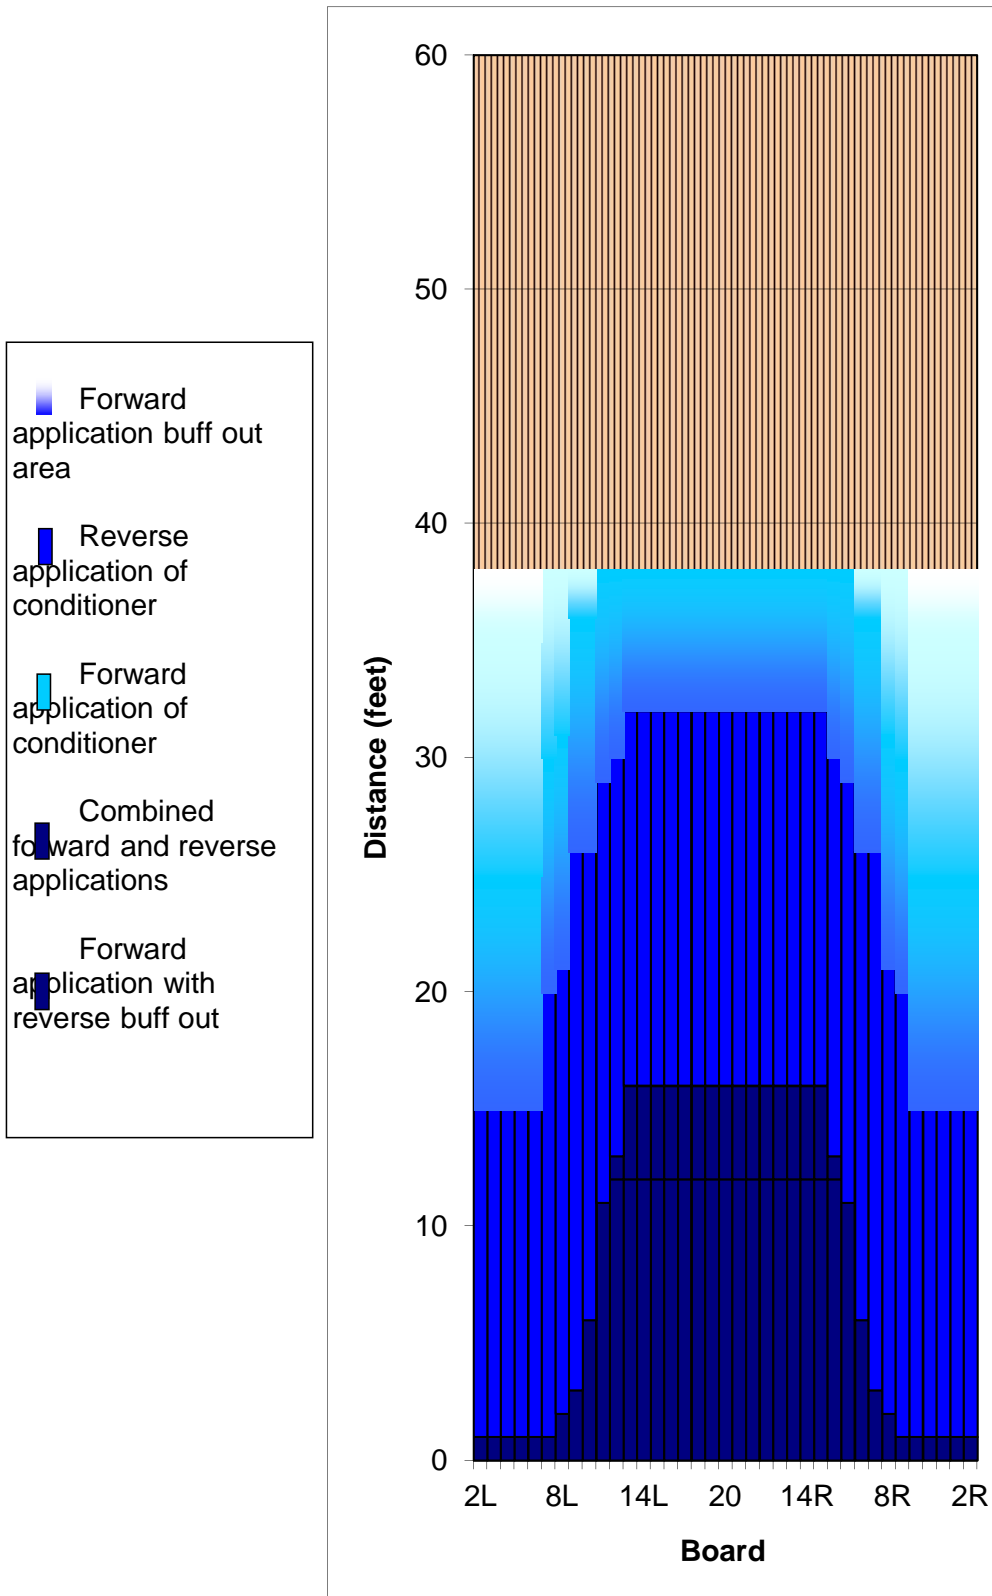 Forward
application buff out
area
Reverse
application of
conditioner
Forward
application of
conditioner
Combined
forward and reverse
applications
Forward
application with
reverse buff out
Distance (feet)
60
50
40
30
20
10
0
2L 8L 14L 20 14R 8R 2R
Board